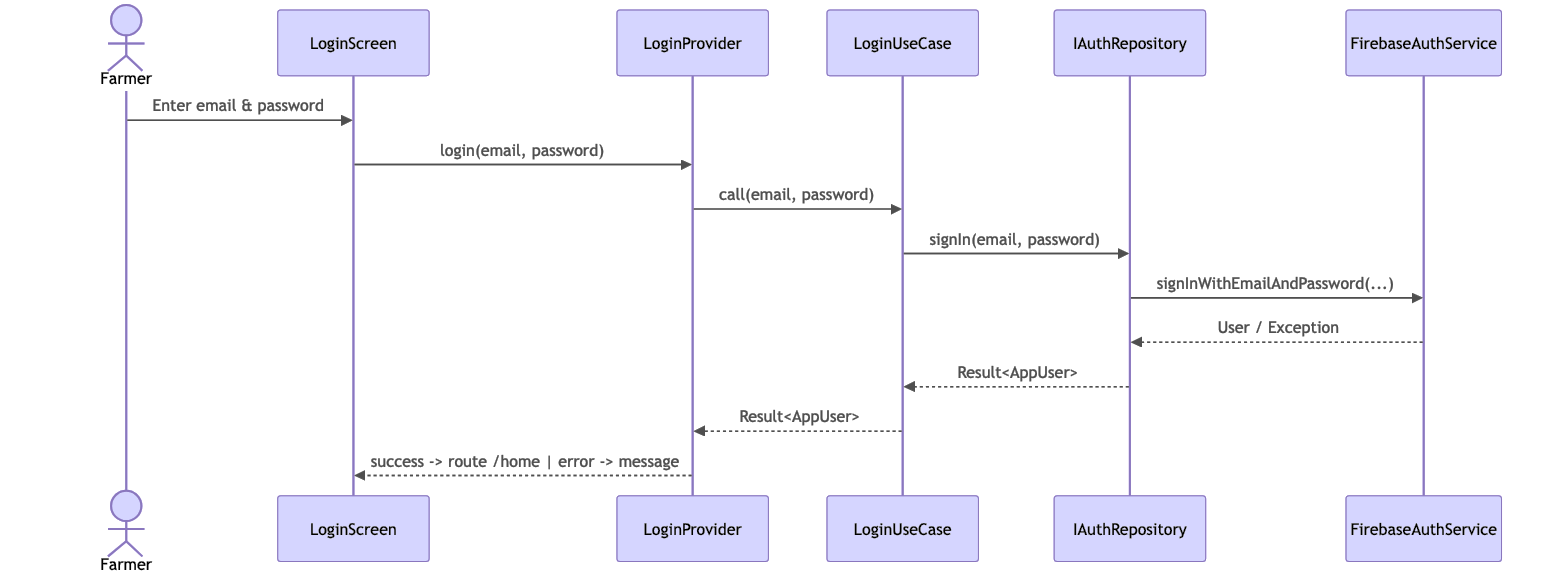 LoginScreen
LoginProvider
LoginUseCase
IAuthRepository
FirebaseAuthService
Farmer
Enter email & password
login(email, password)
call(email, password)
signIn(email, password)
signInWithEmailAndPassword(...)
User / Exception
Result<AppUser>
Result<AppUser>
success -> route /home | error -> message
LoginScreen
LoginProvider
LoginUseCase
IAuthRepository
FirebaseAuthService
Farmer